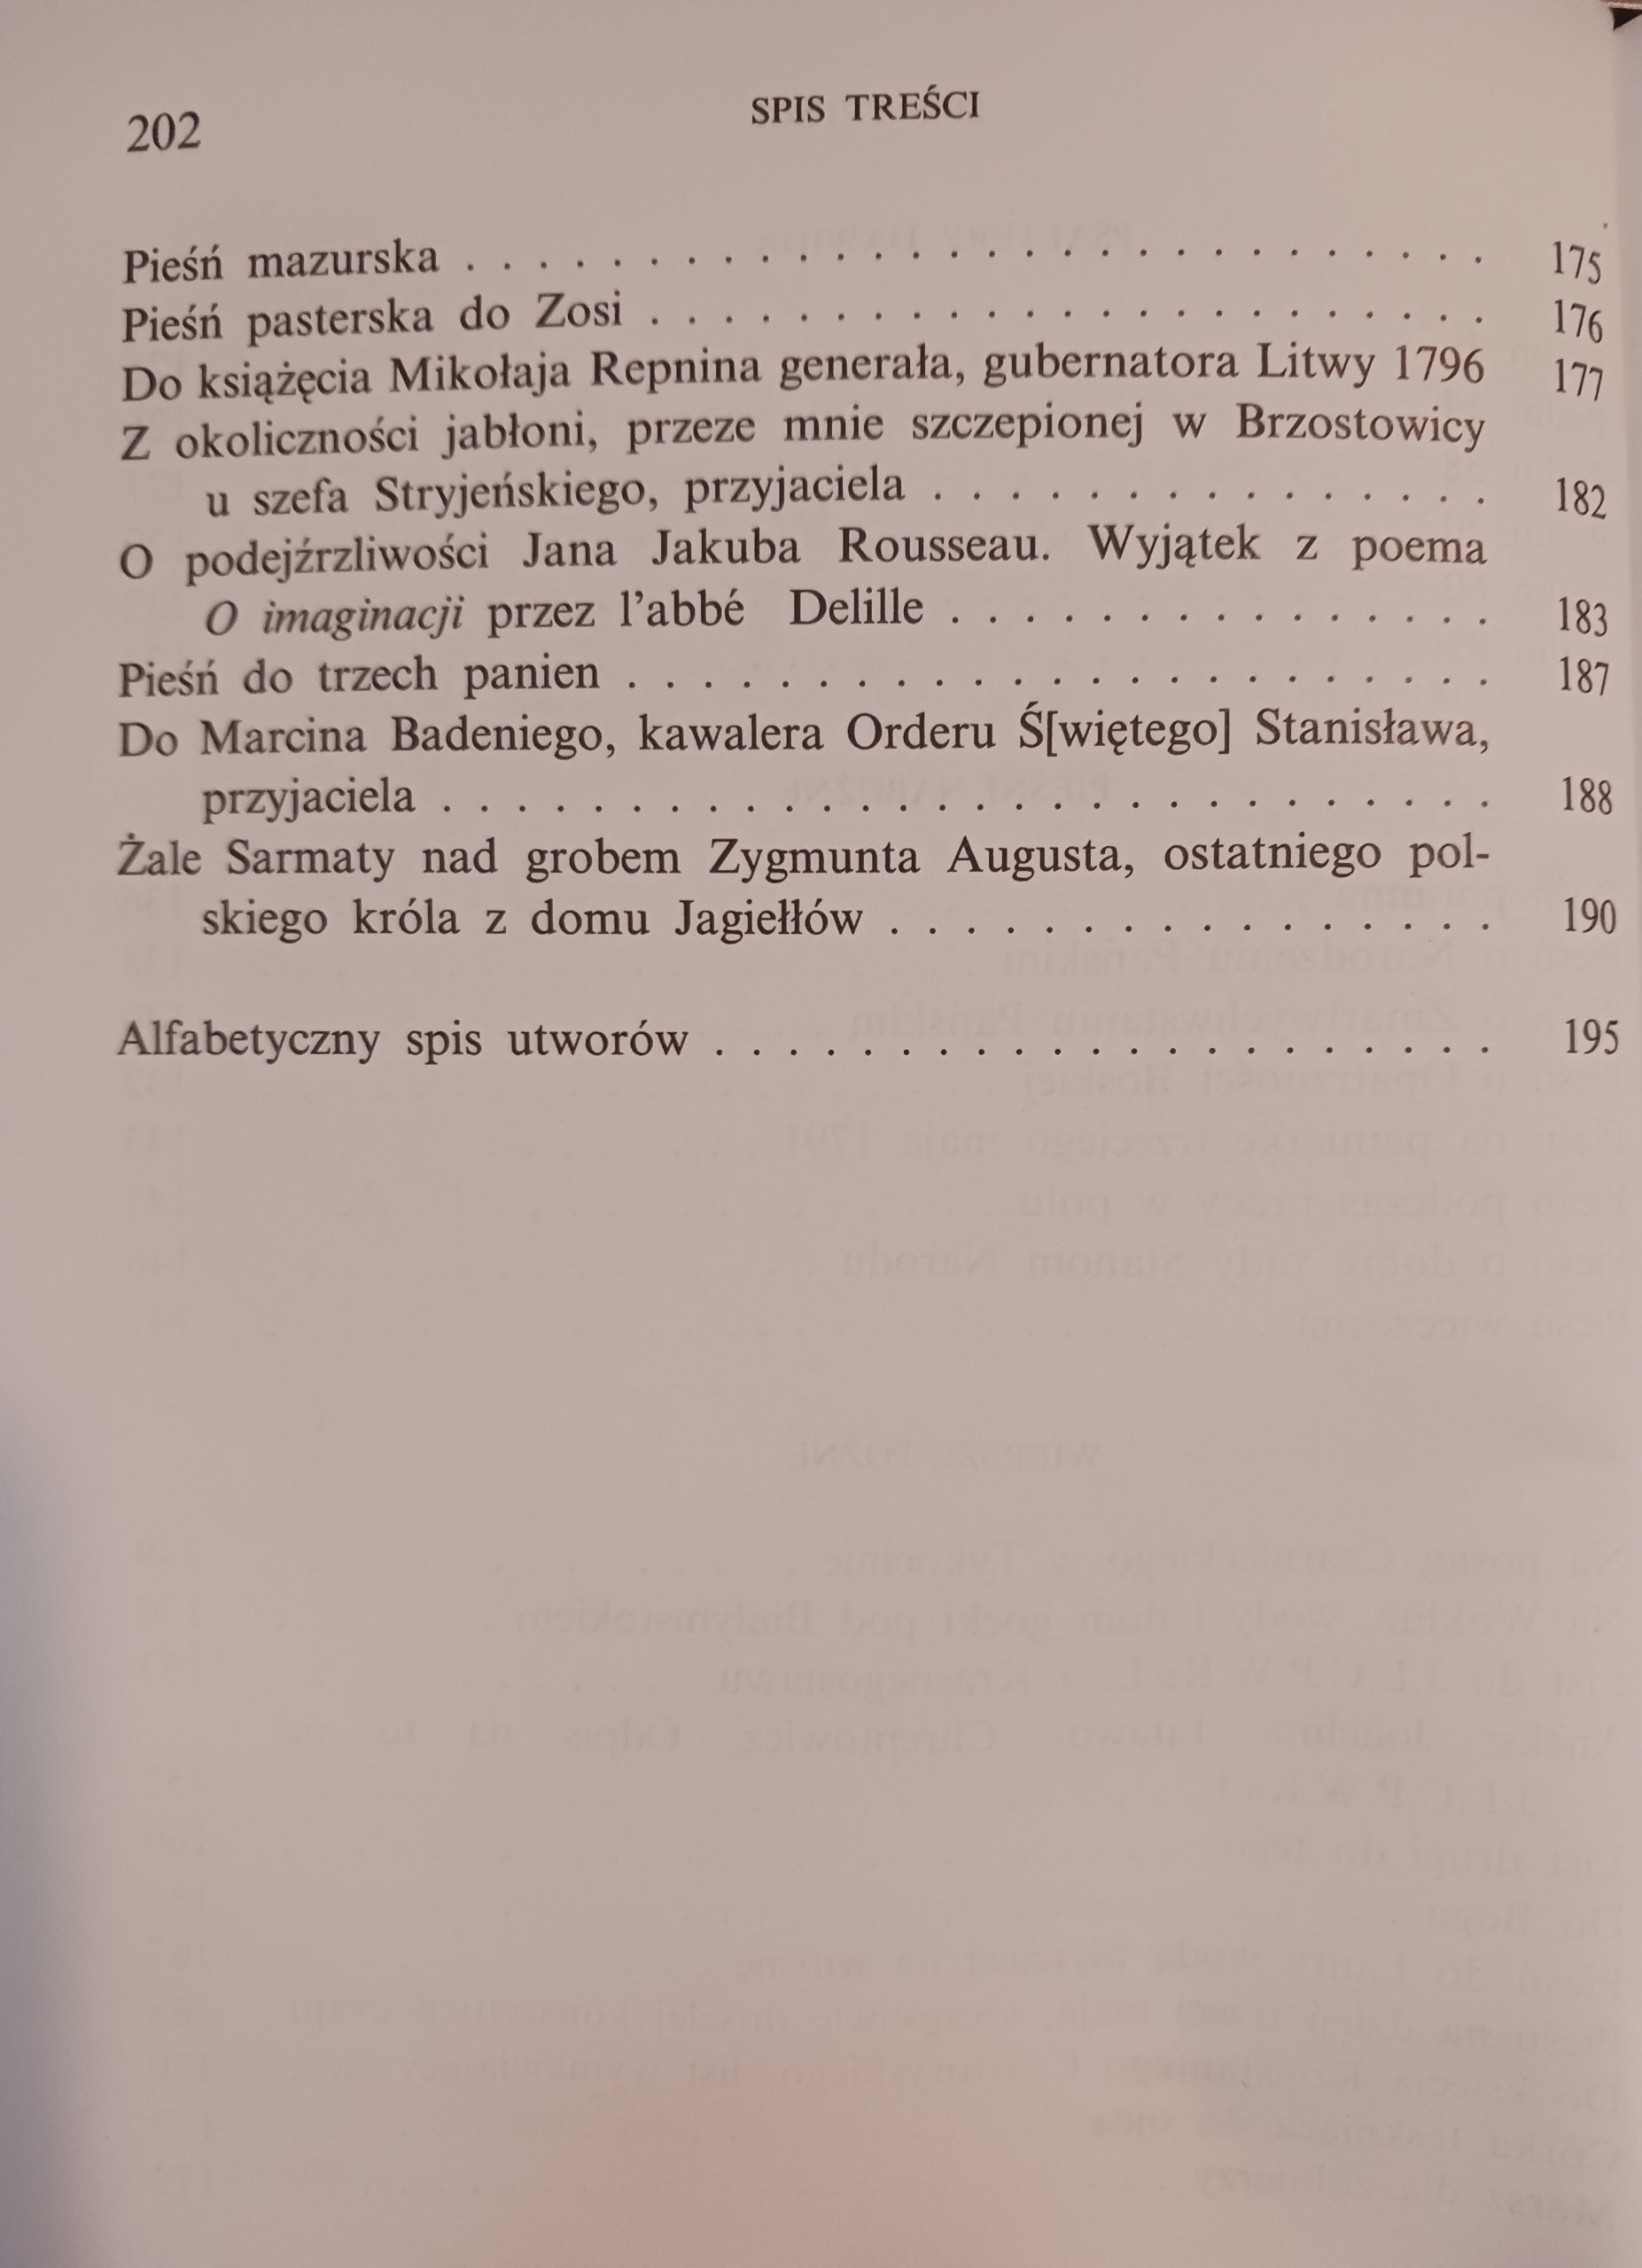 202
SPIS TREŚCI
Pieśń mazurska . . . . . . . . . . . . . . . . . . . . . . . . . . . . 175
Pieśń pasterska do Zosi . . . . . . . . . . . . . . . . . . . . . . . 176
Do książęcia Mikołaja Repnina generała, gubernatora Litwy 1796 177
Z okoliczności jabłoni, przeze mnie szczepionej w Brzostowicy
u szefa Stryjeńskiego, przyjaciela . . . . . . . . . . . . . . . 182
O podejźrzliwości Jana Jakuba Rousseau. Wyjątek z poema
O imaginacji przez l’abbé Delille . . . . . . . . . . . . . . . 183
Pieśń do trzech panien . . . . . . . . . . . . . . . . . . . . . . . 187
Do Marcina Badeniego, kawalera Orderu Ś[więtego] Stanisława,
przyjaciela . . . . . . . . . . . . . . . . . . . . . . . . . . . . 188
Żale Sarmaty nad grobem Zygmunta Augusta, ostatniego pol-
skiego króla z domu Jagiełłów . . . . . . . . . . . . . . . . . 190
Alfabetyczny spis utworów . . . . . . . . . . . . . . . . . . . . . 195